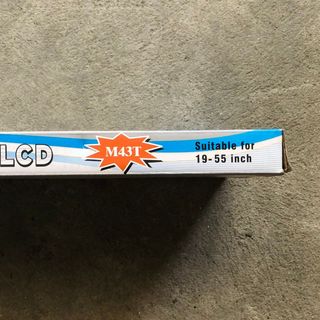 LCD
M43T
Suitable for
19-55 inch